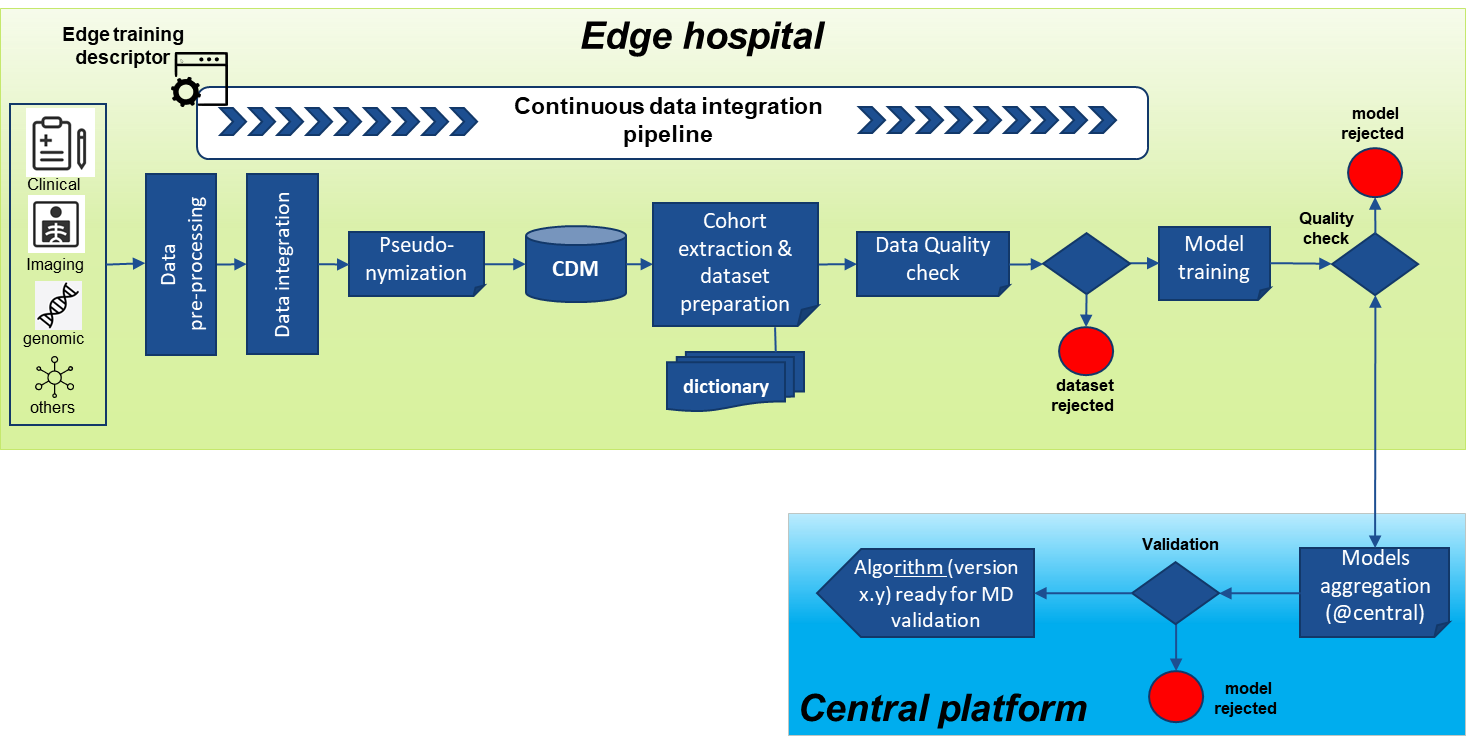 Edge hospital
Edge training
descriptor
Continuous data integration
pipeline
Clinical
Imaging
genomic
others
Data
pre-processing
Data integration
Pseudo-
nymization
CDM
Cohort
extraction &
dataset
preparation
dictionary
Data Quality
check
dataset
rejected
Model
training
Quality
check
model
rejected
Models
aggregation
(@central)
Validation
model
rejected
Algorithm (version
x.y) ready for MD
validation
Central platform